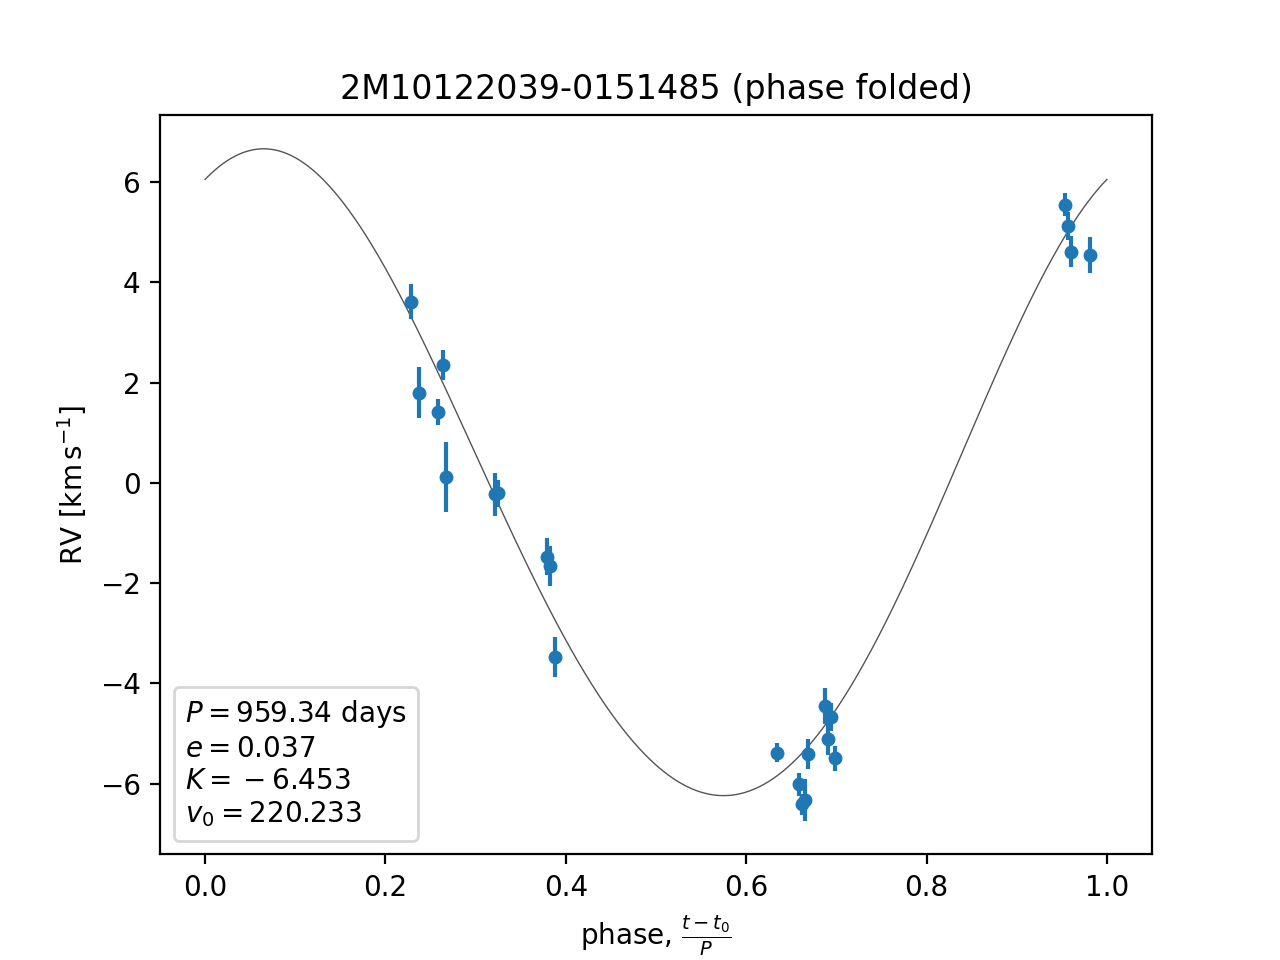 2M10122039-0151485 (phase folded)
6
4
2
0
−2
−4
−6
RV [km s⁻¹]
P = 959.34 days
e = 0.037
K = −6.453
v₀ = 220.233
0.0 0.2 0.4 0.6 0.8 1.0
phase, (t − t₀)/P